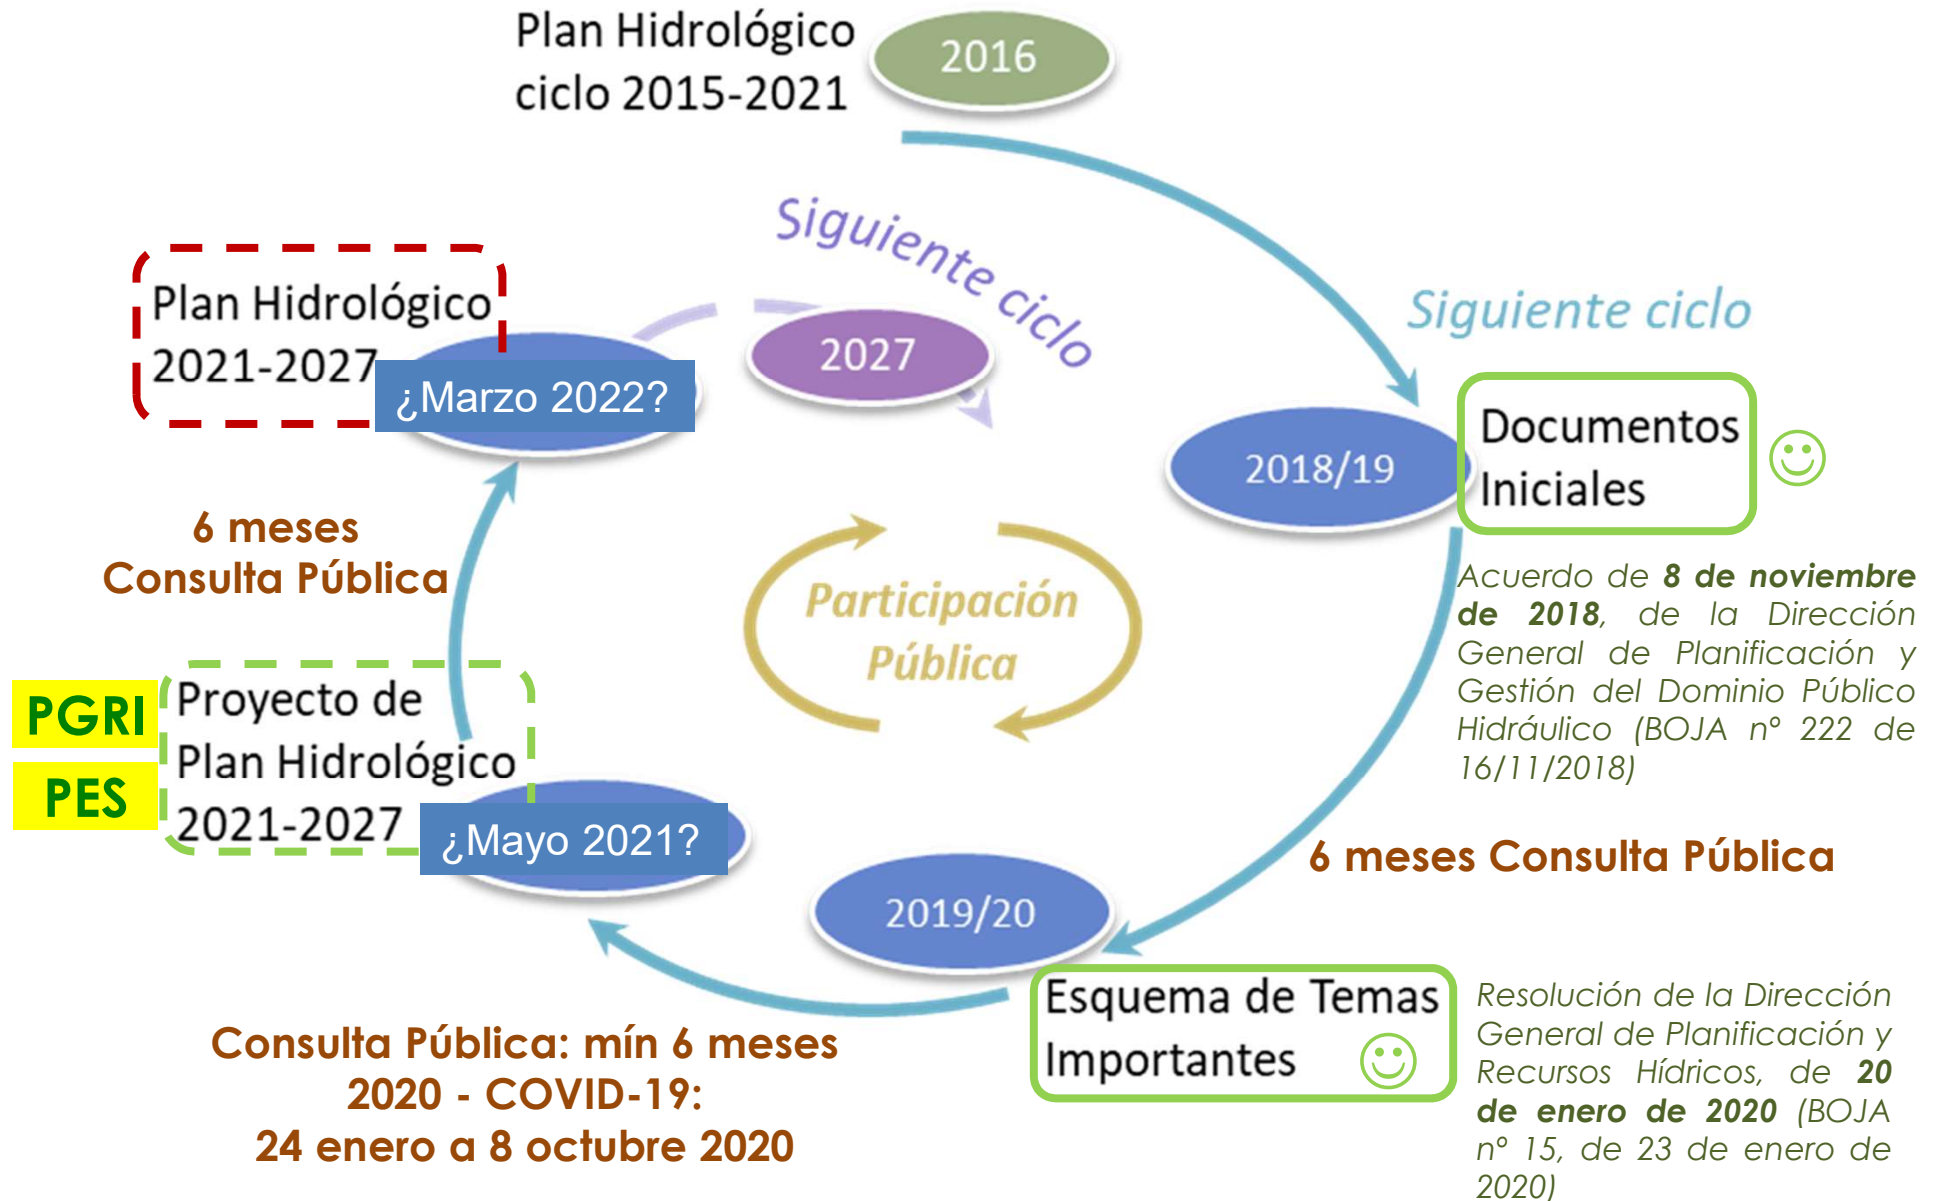 Plan Hidrológico
ciclo 2015-2021
2016
Siguiente ciclo
Siguiente ciclo
Plan Hidrológico
2021-2027
¿Marzo 2022?
2027
2018/19
Documentos
Iniciales
6 meses
Consulta Pública
Participación
Pública
Acuerdo de 8 de noviembre
de 2018, de la Dirección
General de Planificación y
Gestión del Dominio Público
Hidráulico (BOJA nº 222 de
16/11/2018)
PGRI
PES
Proyecto de
Plan Hidrológico
2021-2027
¿Mayo 2021?
6 meses Consulta Pública
2019/20
Esquema de Temas
Importantes
Resolución de la Dirección
General de Planificación y
Recursos Hídricos, de 20
de enero de 2020 (BOJA
nº 15, de 23 de enero de
2020)
Consulta Pública: mín 6 meses
2020 - COVID-19:
24 enero a 8 octubre 2020